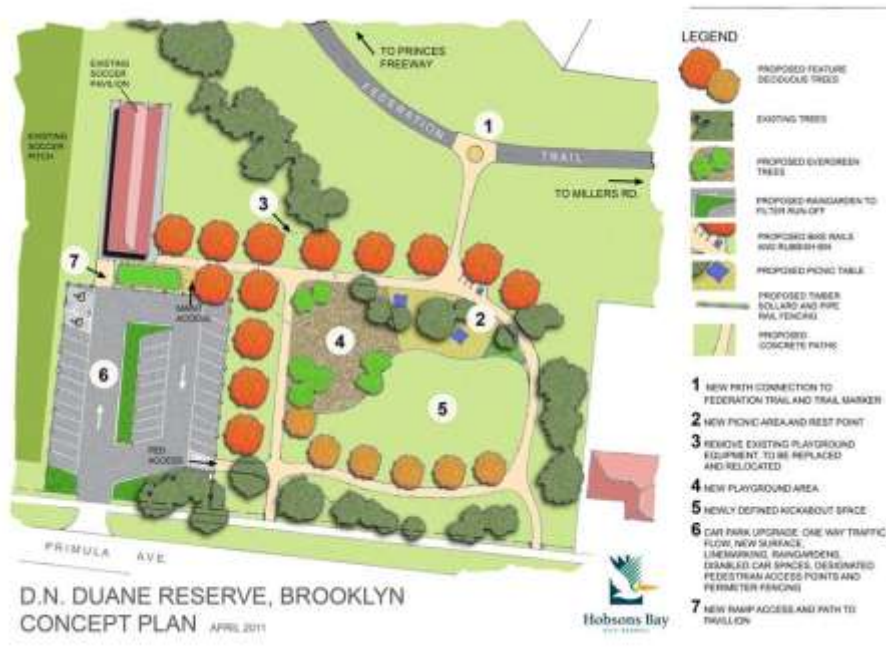 TO PRINCES
FREEWAY
FEDERATION TRAIL
1
TO MILLERS RD.
EXISTING
SOCCER
PAVILION
EXISTING
SOCCER
PITCH
3
7
MAINT
ACCESS
2
4
6
5
PED
ACCESS
PRIMULA AVE
D.N. DUANE RESERVE, BROOKLYN
CONCEPT PLAN APRIL 2011
Hobsons Bay
LEGEND
PROPOSED FEATURE
DECIDUOUS TREES
EXISTING TREES
PROPOSED EVERGREEN
TREES
PROPOSED RAINGARDEN TO
FILTER RUN-OFF
PROPOSED BIKE RAILS
AND RUBBISH BIN
PROPOSED PICNIC TABLE
PROPOSED TIMBER
BOLLARD AND PIPE
RAIL FENCING
PROPOSED
CONCRETE PATHS
1 NEW PATH CONNECTION TO
FEDERATION TRAIL AND TRAIL MARKER
2 NEW PICNIC AREA AND REST POINT
3 REMOVE EXISTING PLAYGROUND
EQUIPMENT, TO BE REPLACED
AND RELOCATED
4 NEW PLAYGROUND AREA
5 NEWLY DEFINED KICKABOUT SPACE
6 CAR PARK UPGRADE: ONE WAY TRAFFIC
FLOW, NEW SURFACE,
LINEMARKING, RAINGARDENS,
DISABLED CAR SPACES, DESIGNATED
PEDESTRIAN ACCESS POINTS AND
PERIMETER FENCING
7 NEW RAMP ACCESS AND PATH TO
PAVILLION